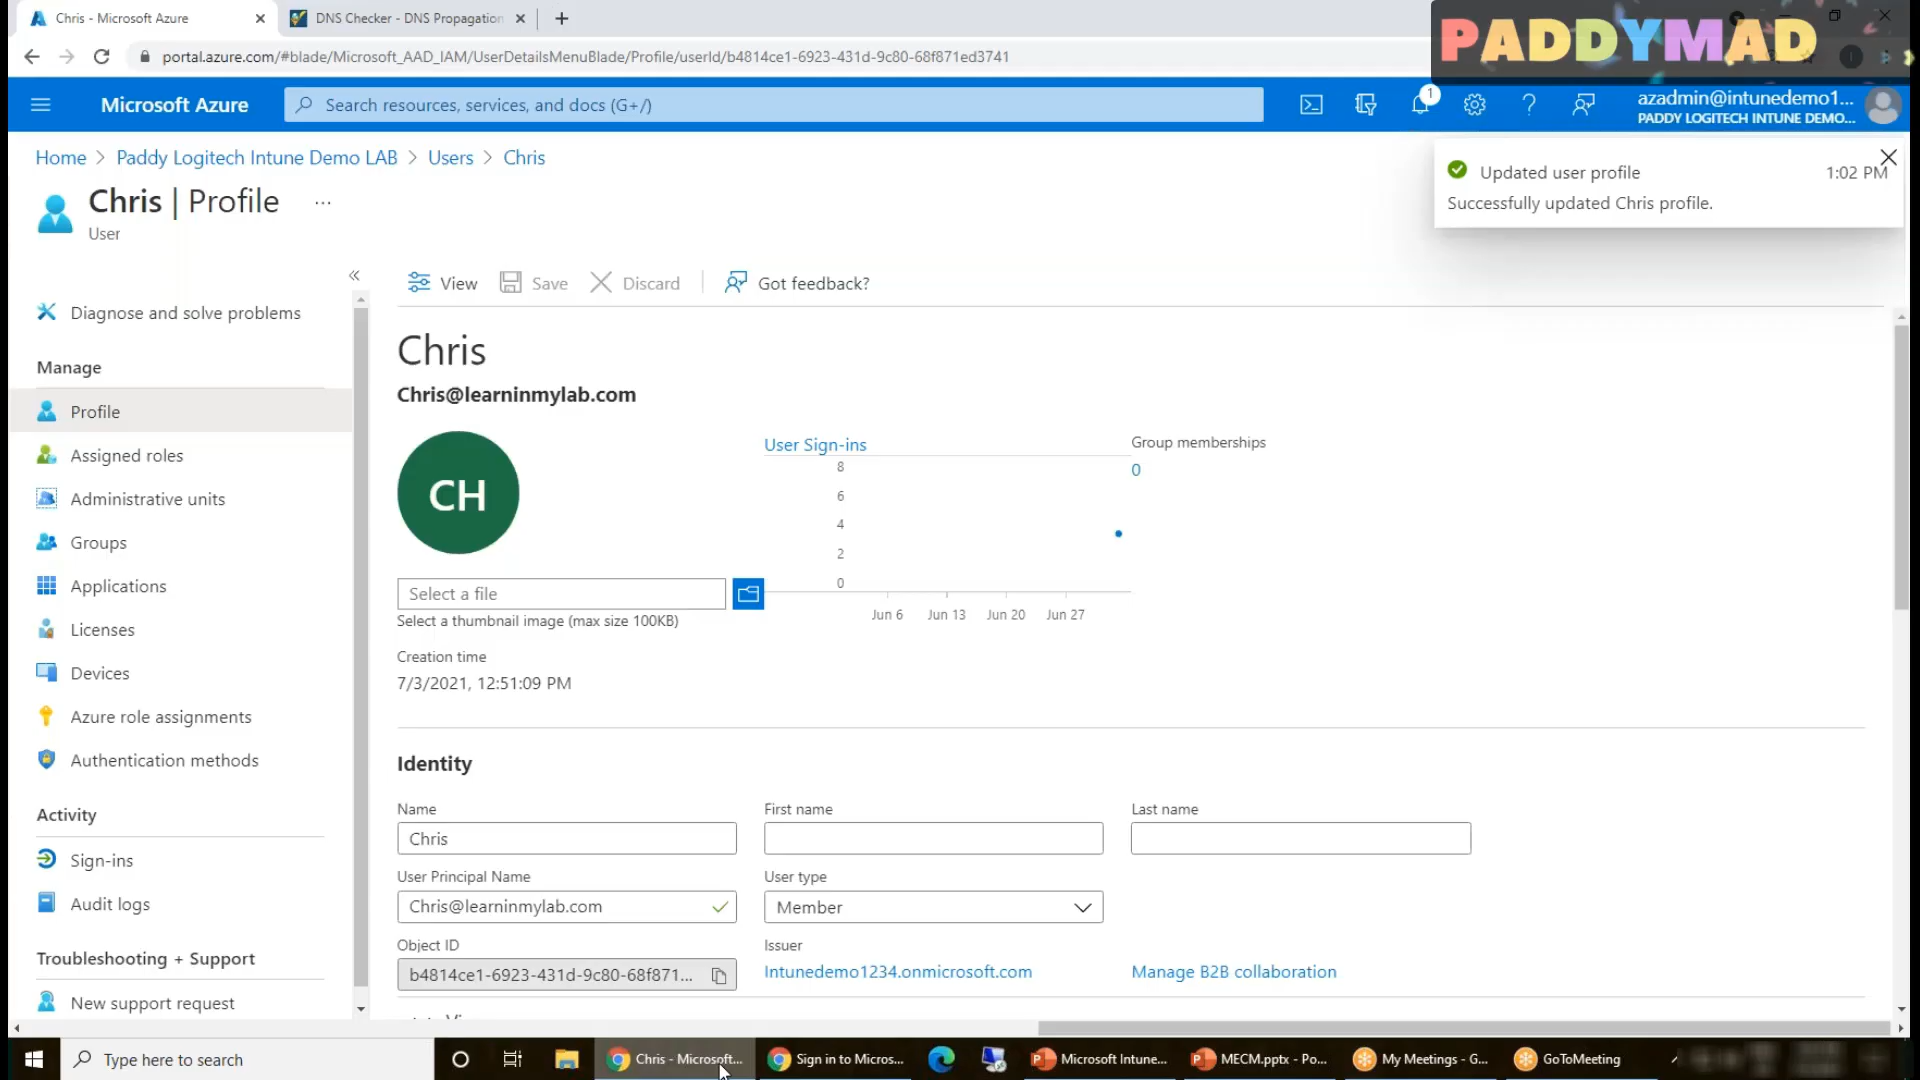 Chris - Microsoft Azure
DNS Checker - DNS Propagation
PADDYMAD
portal.azure.com/#blade/Microsoft_AAD_IAM/UserDetailsMenuBlade/Profile/userId/b4814ce1-6923-431d-9c80-68f871ed3741
Microsoft Azure
Search resources, services, and docs (G+/)
1
azadmin@intunedemo1...
PADDY LOGITECH INTUNE DEMO...
Home > Paddy Logitech Intune Demo LAB > Users > Chris
Updated user profile
1:02 PM
Successfully updated Chris profile.
Chris | Profile
...
User
Diagnose and solve problems
Manage
Profile
Assigned roles
Administrative units
Groups
Applications
Licenses
Devices
Azure role assignments
Authentication methods
Activity
Sign-ins
Audit logs
Troubleshooting + Support
New support request
View
Save
Discard
Got feedback?
Chris
Chris@learninmylab.com
CH
Select a file
Select a thumbnail image (max size 100KB)
User Sign-ins
8
6
4
2
0
Jun 6
Jun 13
Jun 20
Jun 27
Group memberships
0
Creation time
7/3/2021, 12:51:09 PM
Identity
Name
Chris
First name
Last name
User Principal Name
Chris@learninmylab.com
User type
Member
Object ID
b4814ce1-6923-431d-9c80-68f871...
Issuer
Intunedemo1234.onmicrosoft.com
Manage B2B collaboration
Type here to search
Chris - Microsoft...
Sign in to Micros...
Microsoft Intune...
MECM.pptx - Po...
My Meetings - G...
GoToMeeting